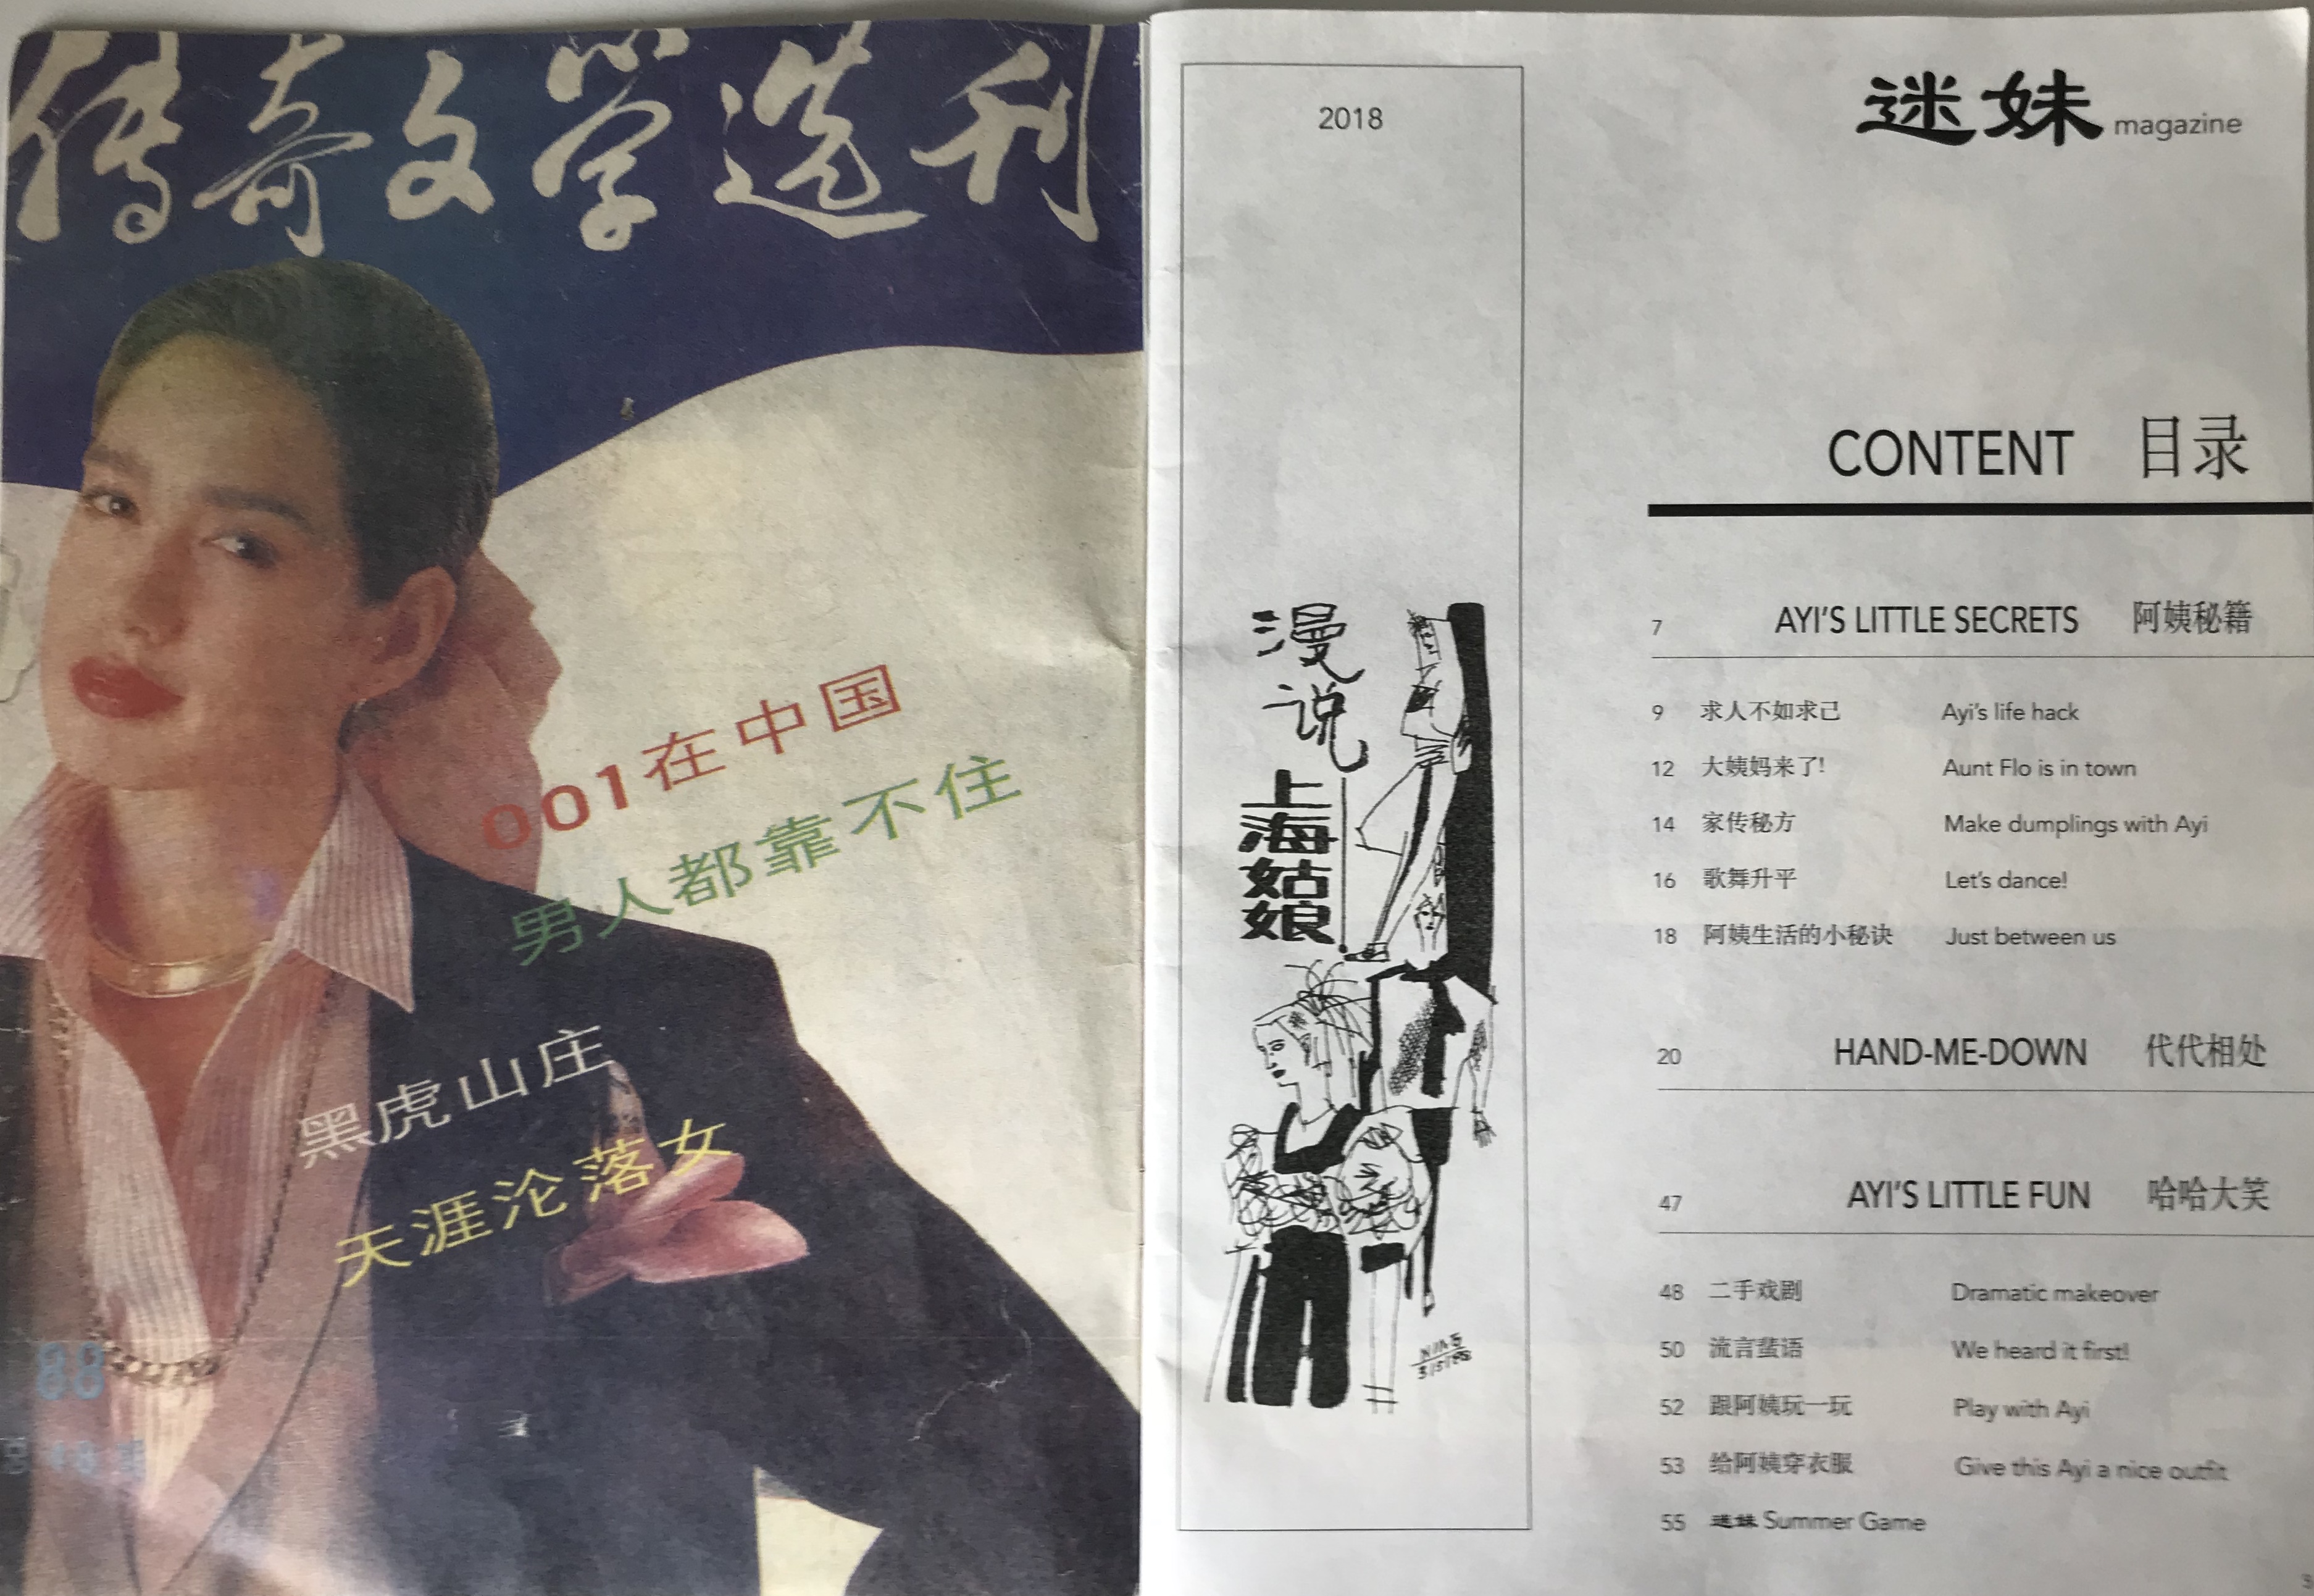 传奇文学选刊
001在中国
男人都靠不住
黑虎山庄
天涯沦落女
88
2018
漫说
上海姑娘
迷妹 magazine
CONTENT 目录
7 AYI'S LITTLE SECRETS 阿姨秘籍
9 求人不如求己 Ayi's life hack
12 大姨妈来了! Aunt Flo is in town
14 家传秘方 Make dumplings with Ayi
16 歌舞升平 Let's dance!
18 阿姨生活的小秘诀 Just between us
20 HAND-ME-DOWN 代代相处
47 AYI'S LITTLE FUN 哈哈大笑
48 二手戏剧 Dramatic makeover
50 流言蜚语 We heard it first!
52 跟阿姨玩一玩 Play with Ayi
53 给阿姨穿衣服 Give this Ayi a nice outfit
55 迷妹 Summer Game